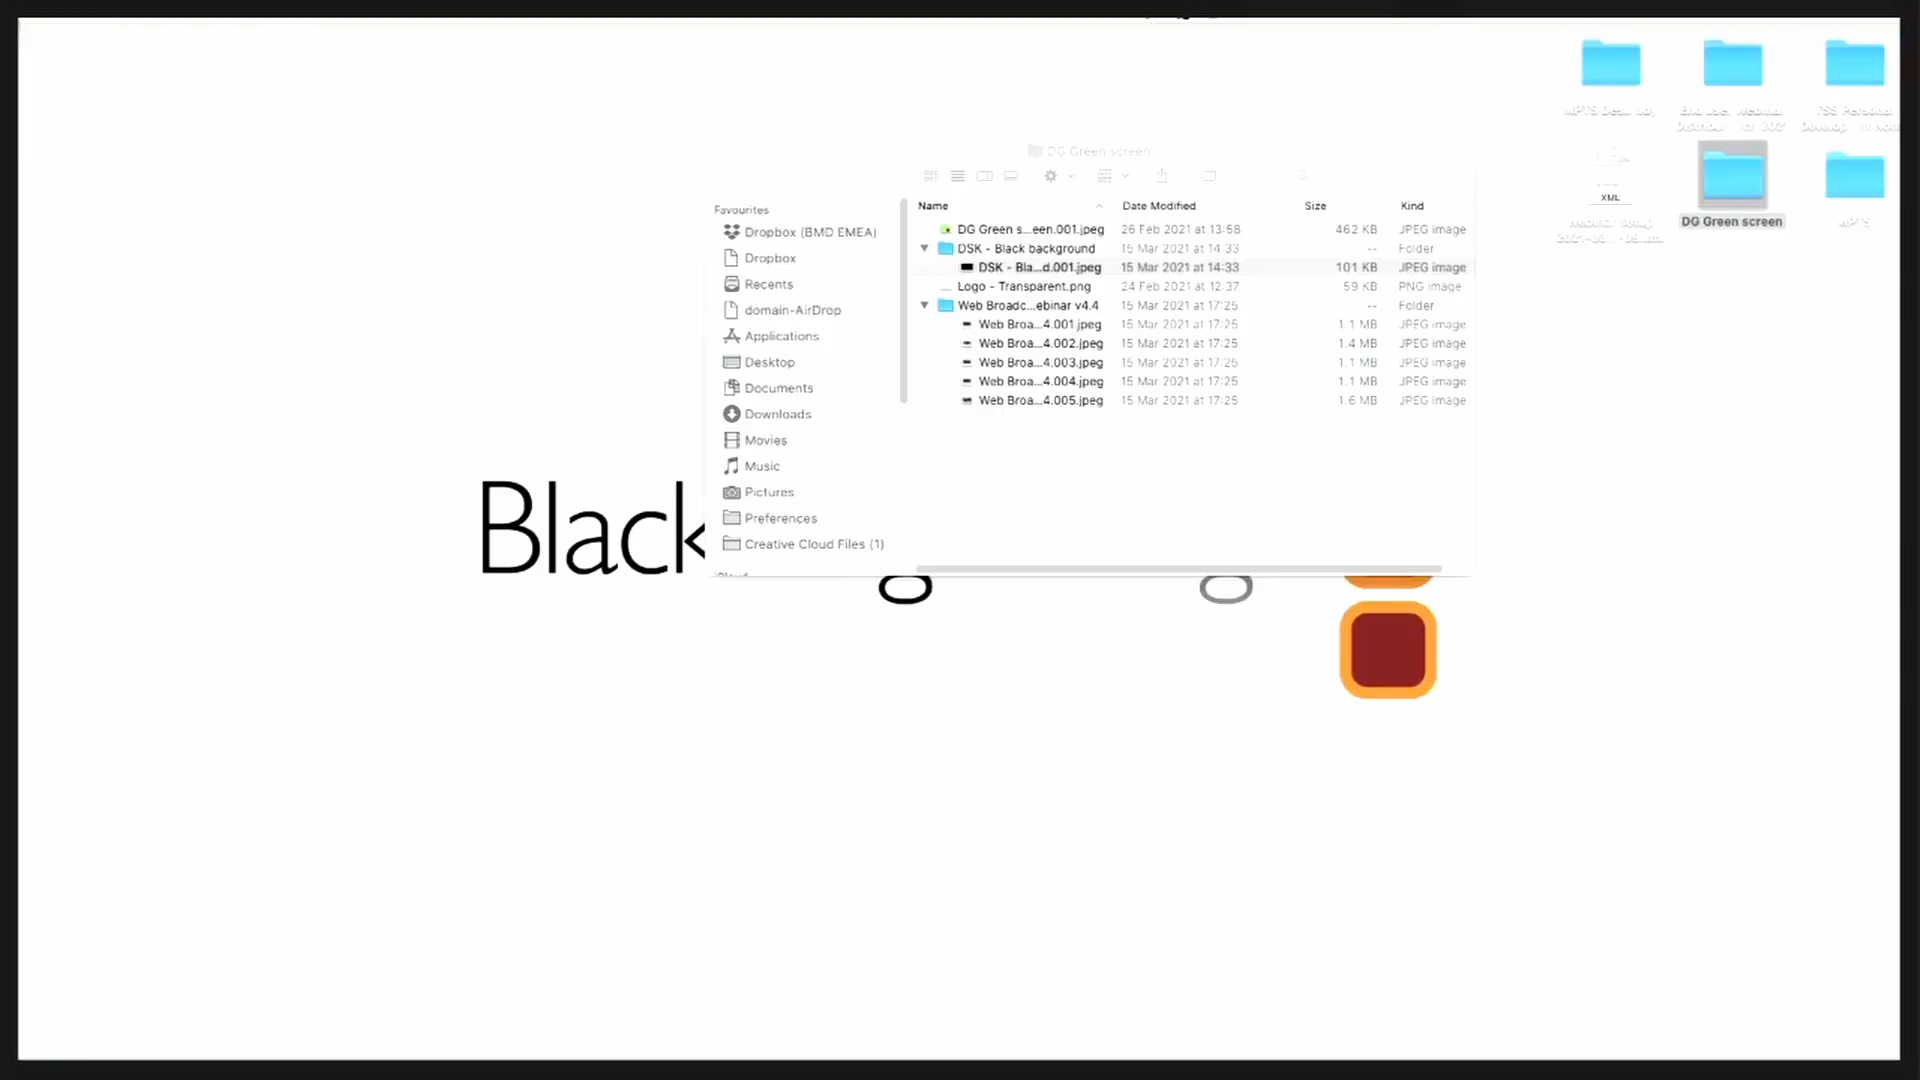 DG Green screen
Name
Date Modified
Size
Kind
Favourites
Dropbox (BMD EMEA)
Dropbox
Recents
domain-AirDrop
Applications
Desktop
Documents
Downloads
Movies
Music
Pictures
Preferences
Creative Cloud Files (1)
DG Green s...een.001.jpeg 26 Feb 2021 at 13:58 462 KB JPEG image
DSK - Black background 15 Mar 2021 at 14:33 -- Folder
DSK - Bla...d.001.jpeg 15 Mar 2021 at 14:33 101 KB JPEG image
Logo - Transparent.png 24 Feb 2021 at 12:37 59 KB PNG image
Web Broadc...ebinar v4.4 15 Mar 2021 at 17:25 -- Folder
Web Broa...4.001.jpeg 15 Mar 2021 at 17:25 1.1 MB JPEG image
Web Broa...4.002.jpeg 15 Mar 2021 at 17:25 1.4 MB JPEG image
Web Broa...4.003.jpeg 15 Mar 2021 at 17:25 1.1 MB JPEG image
Web Broa...4.004.jpeg 15 Mar 2021 at 17:25 1.1 MB JPEG image
Web Broa...4.005.jpeg 15 Mar 2021 at 17:25 1.6 MB JPEG image
Black
g g
MPTS
XML
DG Green screen
MPTS